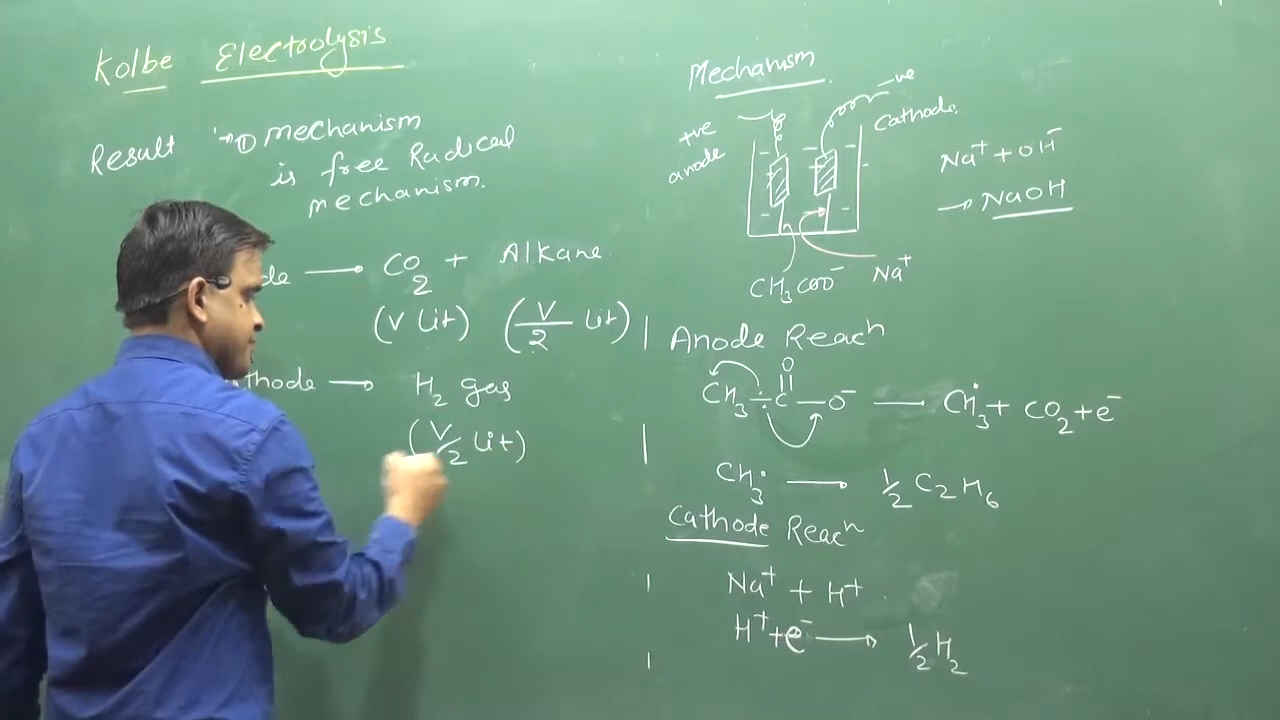 Kolbe Electrolysis
Result → ① mechanism
is free Radical
mechanism.
de → CO2 + Alkane
(V Lit) (V/2 Lit)
thode → H2 gas
(V/2 Lit)
Mechanism
-ve
+ve
anode
Cathode
Na+ + OH-
→ NaOH
CH3COO-
Na+
Anode Reacn
O
CH3 - C - O- → CH3• + CO2 + e-
CH3• → 1/2 C2H6
Cathode Reacn
Na+ + H+
H+ + e- → 1/2 H2